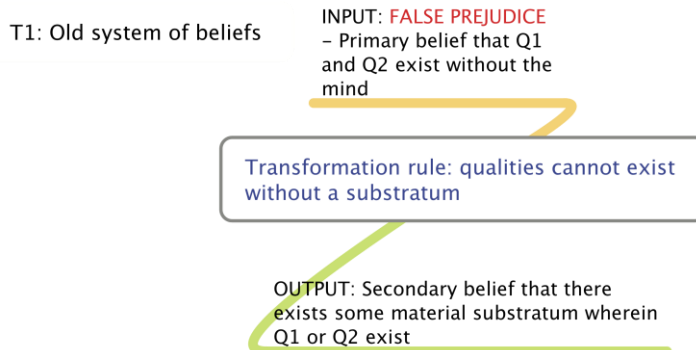 T1: Old system of beliefs
INPUT: FALSE PREJUDICE
– Primary belief that Q1
and Q2 exist without the
mind
Transformation rule: qualities cannot exist
without a substratum
OUTPUT: Secondary belief that there
exists some material substratum wherein
Q1 or Q2 exist